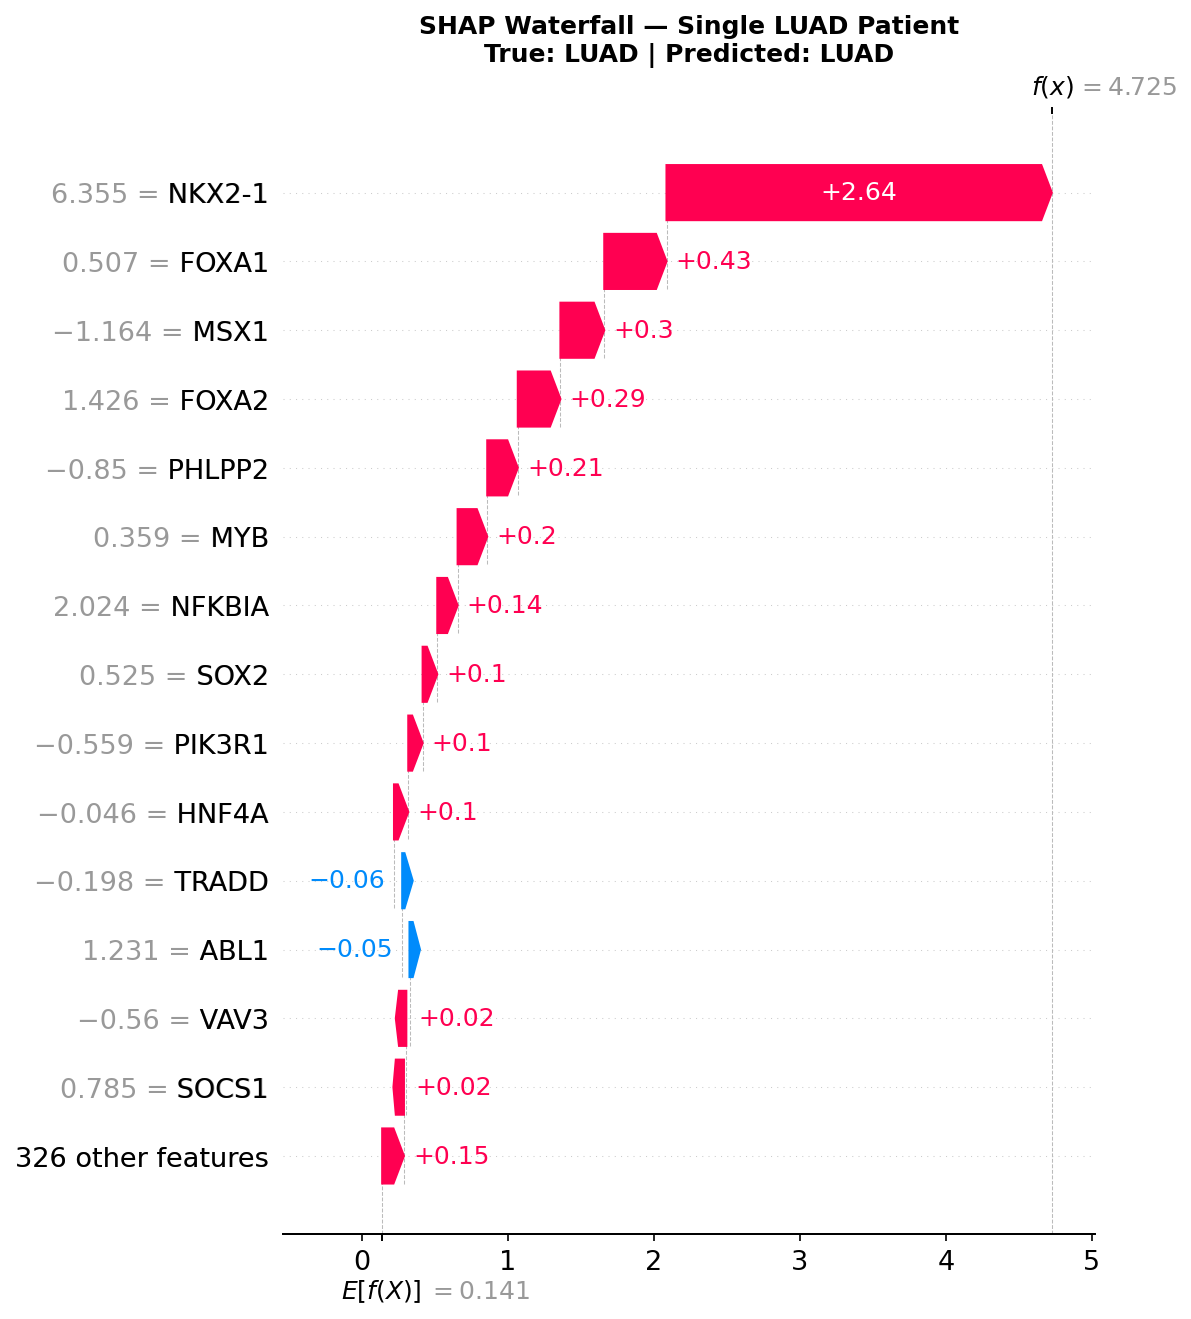 SHAP Waterfall — Single LUAD Patient
True: LUAD | Predicted: LUAD
f(x) = 4.725
6.355 = NKX2-1 +2.64
0.507 = FOXA1 +0.43
−1.164 = MSX1 +0.3
1.426 = FOXA2 +0.29
−0.85 = PHLPP2 +0.21
0.359 = MYB +0.2
2.024 = NFKBIA +0.14
0.525 = SOX2 +0.1
−0.559 = PIK3R1 +0.1
−0.046 = HNF4A +0.1
−0.198 = TRADD −0.06
1.231 = ABL1 −0.05
−0.56 = VAV3 +0.02
0.785 = SOCS1 +0.02
326 other features +0.15
0 1 2 3 4 5
E[f(X)] = 0.141